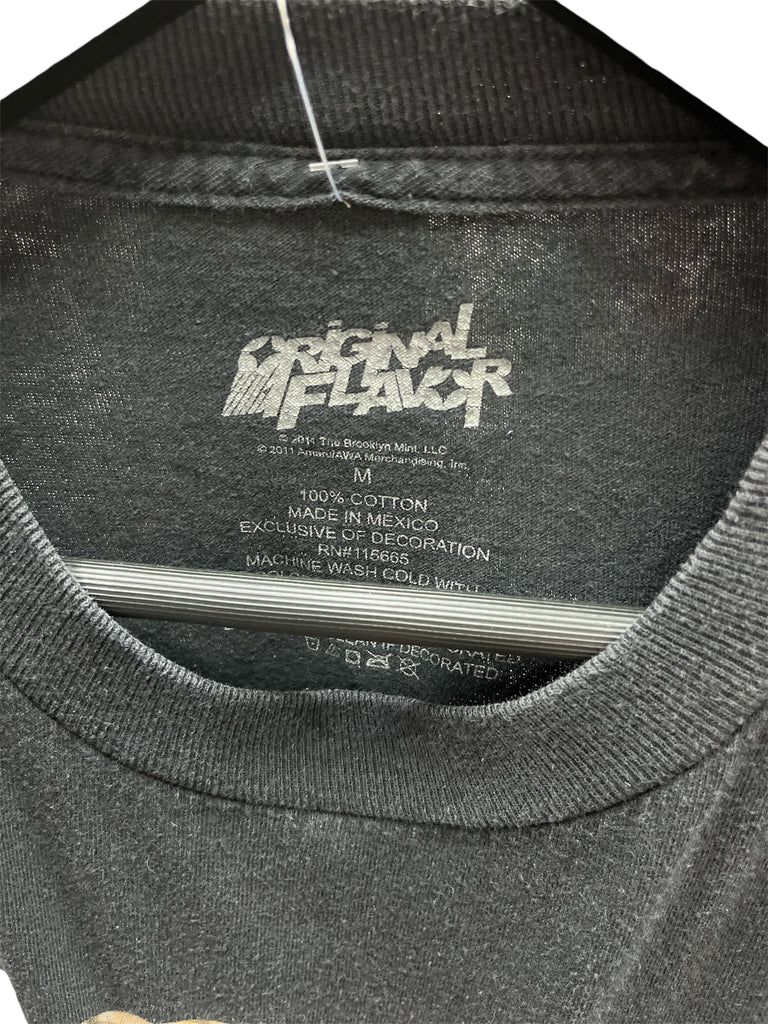 ORIGINAL
FLAVOR
© 2011 The Brooklyn Mint, LLC
© 2011 Amaru/AWA Merchandising, Inc.
M
100% COTTON
MADE IN MEXICO
EXCLUSIVE OF DECORATION
RN#115665
MACHINE WASH COLD WITH
DECORATED